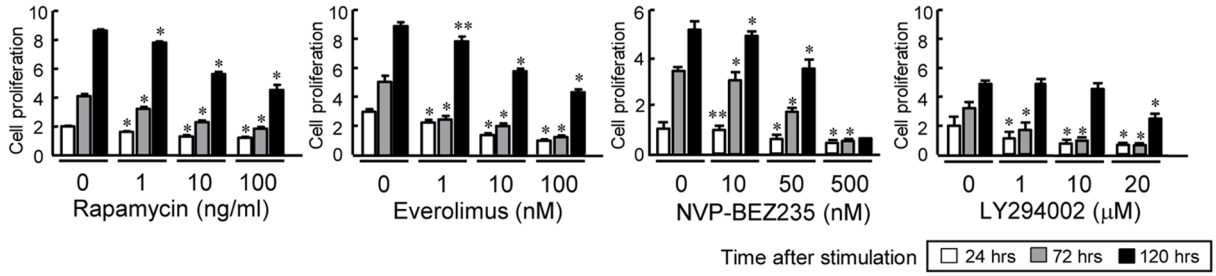 10
8
6
4
2
0
Cell proliferation
* * * * * * * * *
0 1 10 100
Rapamycin (ng/ml)
10
8
6
4
2
0
Cell proliferation
* * ** * * * * * *
0 1 10 100
Everolimus (nM)
6
4
2
0
Cell proliferation
** * * * * * * *
0 10 50 500
NVP-BEZ235 (nM)
10
8
6
4
2
0
Cell proliferation
* * * * * * *
0 1 10 20
LY294002 (μM)
Time after stimulation 24 hrs 72 hrs 120 hrs